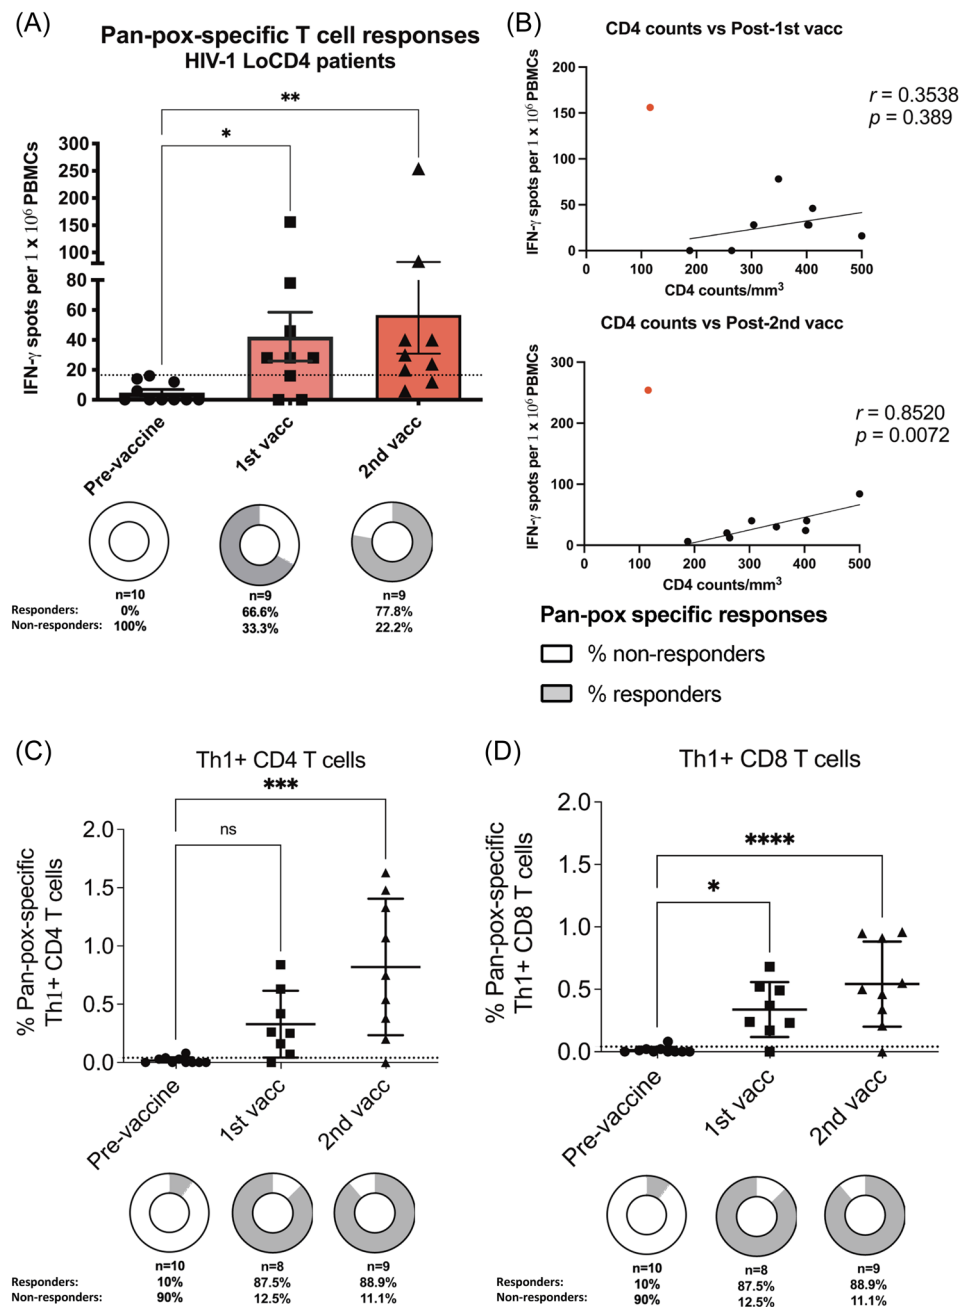 (A)
Pan-pox-specific T cell responses
HIV-1 LoCD4 patients
**
*
IFN-γ spots per 1 x 10⁶ PBMCs
300
250
200
150
100
80
60
40
20
0
Pre-vaccine
1st vacc
2nd vacc
n=10
n=9
n=9
Responders:
0%
66.6%
77.8%
Non-responders:
100%
33.3%
22.2%
(B)
CD4 counts vs Post-1st vacc
IFN-γ spots per 1 x 10⁶ PBMCs
200
150
100
50
0
0
100
200
300
400
500
CD4 counts/mm³
r = 0.3538
p = 0.389
CD4 counts vs Post-2nd vacc
IFN-γ spots per 1 x 10⁶ PBMCs
300
200
100
0
0
100
200
300
400
500
CD4 counts/mm³
r = 0.8520
p = 0.0072
Pan-pox specific responses
% non-responders
% responders
(C)
Th1+ CD4 T cells
***
ns
% Pan-pox-specific
Th1+ CD4 T cells
2.0
1.5
1.0
0.5
0.0
Pre-vaccine
1st vacc
2nd vacc
n=10
n=8
n=9
Responders:
10%
87.5%
88.9%
Non-responders:
90%
12.5%
11.1%
(D)
Th1+ CD8 T cells
****
*
% Pan-pox-specific
Th1+ CD8 T cells
2.0
1.5
1.0
0.5
0.0
Pre-vaccine
1st vacc
2nd vacc
n=10
n=8
n=9
Responders:
10%
87.5%
88.9%
Non-responders:
90%
12.5%
11.1%